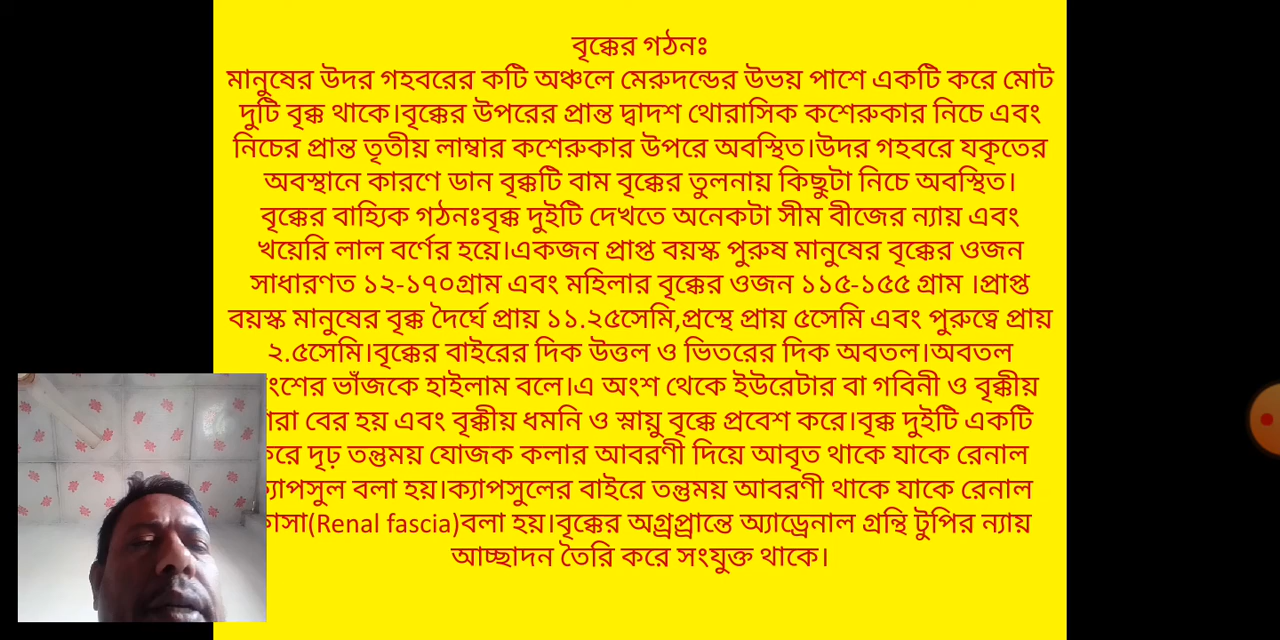 বৃক্কের গঠনঃ
মানুষের উদর গহবরের কটি অঞ্চলে মেরুদন্ডের উভয় পাশে একটি করে মোট
দুটি বৃক্ক থাকে।বৃক্কের উপরের প্রান্ত দ্বাদশ থোরাসিক কশেরুকার নিচে এবং
নিচের প্রান্ত তৃতীয় লাম্বার কশেরুকার উপরে অবস্থিত।উদর গহবরে যকৃতের
অবস্থানে কারণে ডান বৃক্কটি বাম বৃক্কের তুলনায় কিছুটা নিচে অবস্থিত।
বৃক্কের বাহ্যিক গঠনঃবৃক্ক দুইটি দেখতে অনেকটা সীম বীজের ন্যায় এবং
খয়েরি লাল বর্ণের হয়ে।একজন প্রাপ্ত বয়স্ক পুরুষ মানুষের বৃক্কের ওজন
সাধারণত ১২-১৭০গ্রাম এবং মহিলার বৃক্কের ওজন ১১৫-১৫৫ গ্রাম ।প্রাপ্ত
বয়স্ক মানুষের বৃক্ক দৈর্ঘে প্রায় ১১.২৫সেমি,প্রস্থে প্রায় ৫সেমি এবং পুরুত্বে প্রায়
২.৫সেমি।বৃক্কের বাইরের দিক উত্তল ও ভিতরের দিক অবতল।অবতল
ভাঁজকে হাইলাম বলে।এ অংশ থেকে ইউরেটার বা গবিনী ও বৃক্কীয়
বের হয় এবং বৃক্কীয় ধমনি ও স্নায়ু বৃক্কে প্রবেশ করে।বৃক্ক দুইটি একটি
দৃঢ় তন্তুময় যোজক কলার আবরণী দিয়ে আবৃত থাকে যাকে রেনাল
বলা হয়।ক্যাপসুলের বাইরে তন্তুময় আবরণী থাকে যাকে রেনাল
(Renal fascia)বলা হয়।বৃক্কের অগ্রপ্রান্তে অ্যাড্রেনাল গ্রন্থি টুপির ন্যায়
আচ্ছাদন তৈরি করে সংযুক্ত থাকে।